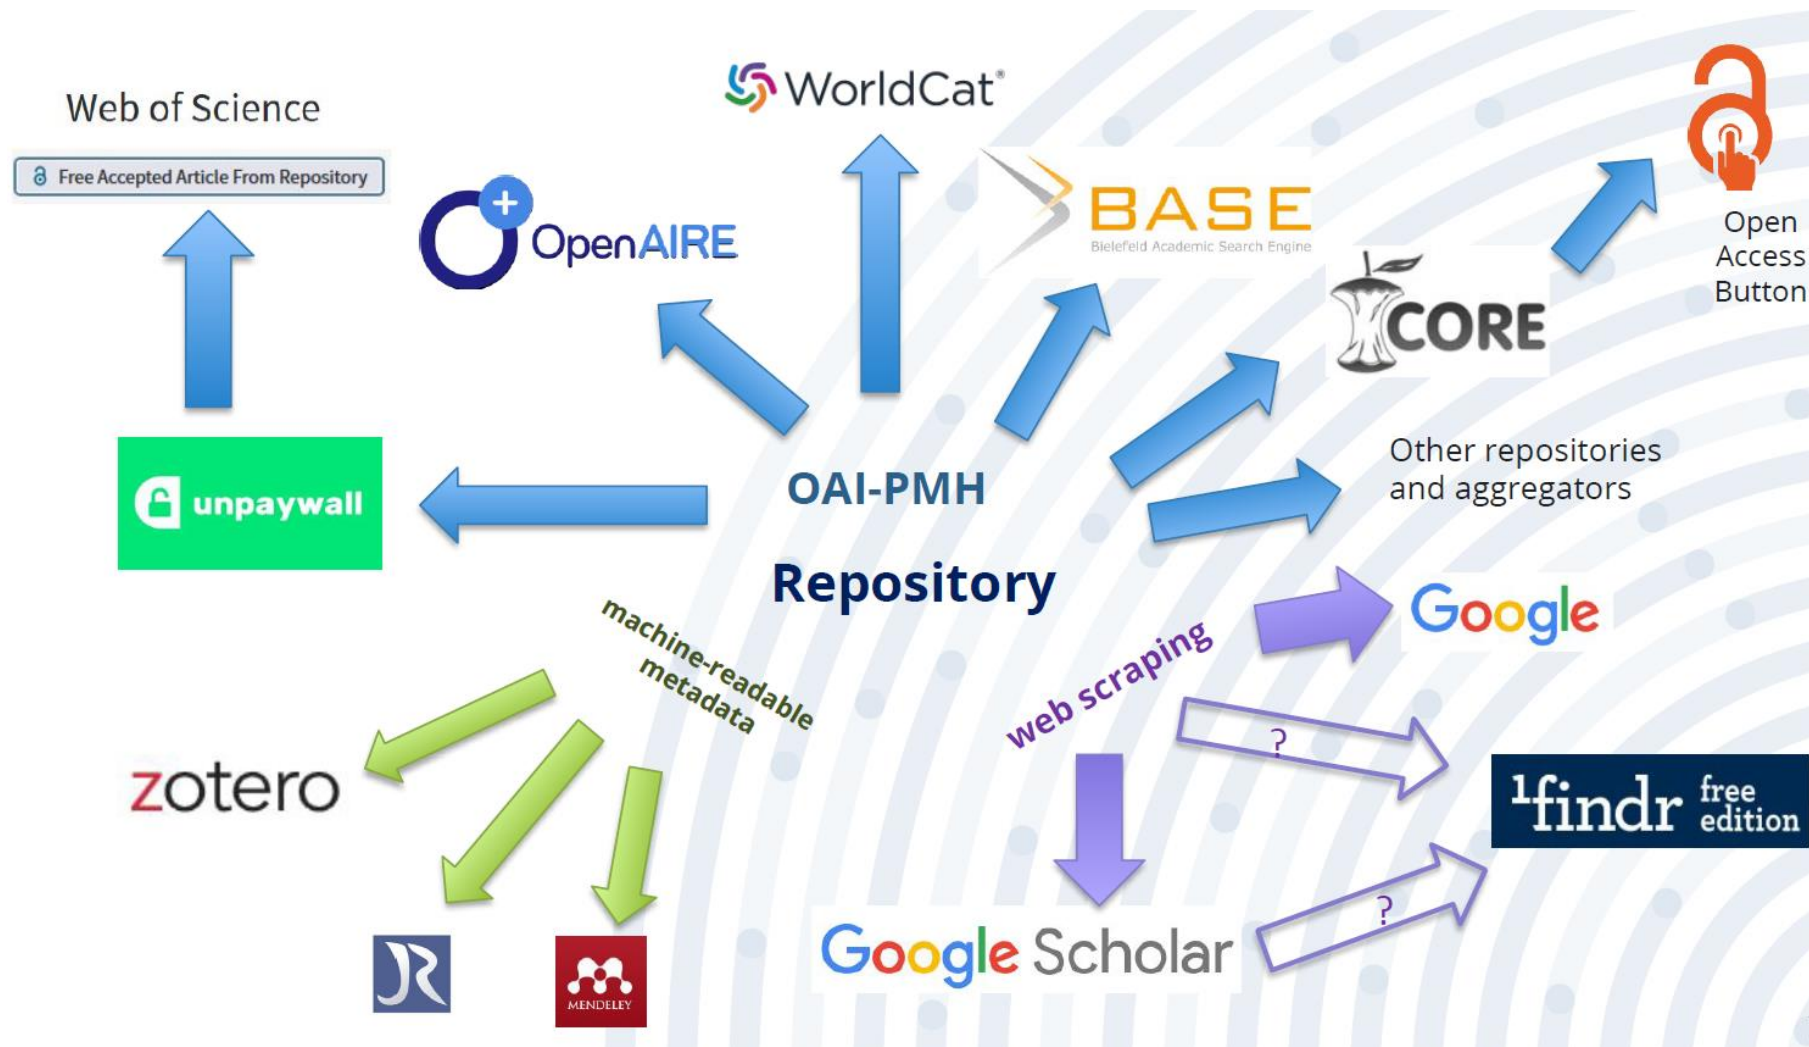 WorldCat®
Web of Science
Free Accepted Article From Repository
OpenAIRE
BASE
Bielefeld Academic Search Engine
Open
Access
Button
CORE
Other repositories
and aggregators
OAI-PMH
unpaywall
Repository
Google
machine-readable
metadata
web scraping
?
zotero
1findr free
edition
?
Google Scholar
JR
MENDELEY